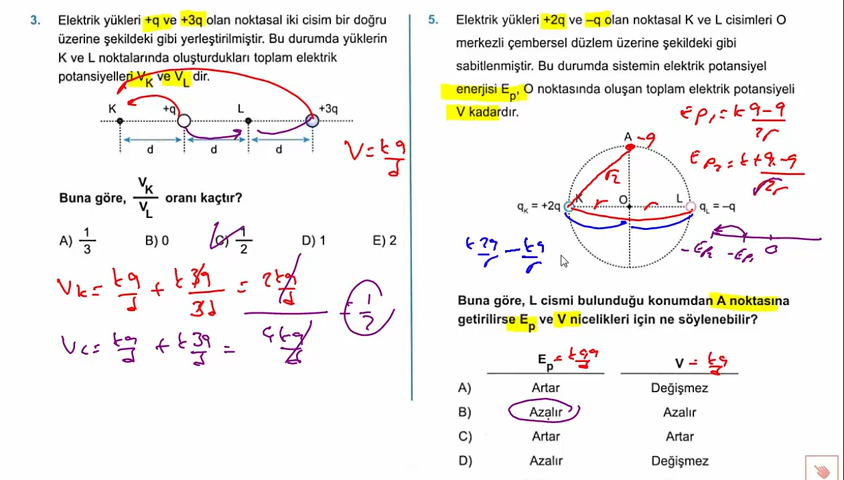 3. Elektrik yükleri +q ve +3q olan noktasal iki cisim bir doğru
üzerine şekildeki gibi yerleştirilmiştir. Bu durumda yüklerin
K ve L noktalarında oluşturdukları toplam elektrik
potansiyelleri V_K ve V_L dir.
K +q L +3q
d d d
V = kq/d
Buna göre, V_K/V_L oranı kaçtır?
A) 1/3 B) 0 C) 1/2 D) 1 E) 2
V_K = kq/d + k3q/3d = 2kq/d
= 1/2
V_L = kq/d + k3q/d = 4kq/d
5. Elektrik yükleri +2q ve –q olan noktasal K ve L cisimleri O
merkezli çembersel düzlem üzerine şekildeki gibi
sabitlenmiştir. Bu durumda sistemin elektrik potansiyel
enerjisi E_p, O noktasında oluşan toplam elektrik potansiyeli
V kadardır.
Ep₁ = k q-q/2r
A -q
Ep₂ = k+q.-q/√2r
√2
q_K = +2q K r O r L q_L = –q
k2q/r - kq/r
-Ep₂ -Ep₁ 0
Buna göre, L cismi bulunduğu konumdan A noktasına
getirilirse E_p ve V nicelikleri için ne söylenebilir?
E_p = kqq/d V = kq/d
A) Artar Değişmez
B) Azalır Azalır
C) Artar Artar
D) Azalır Değişmez